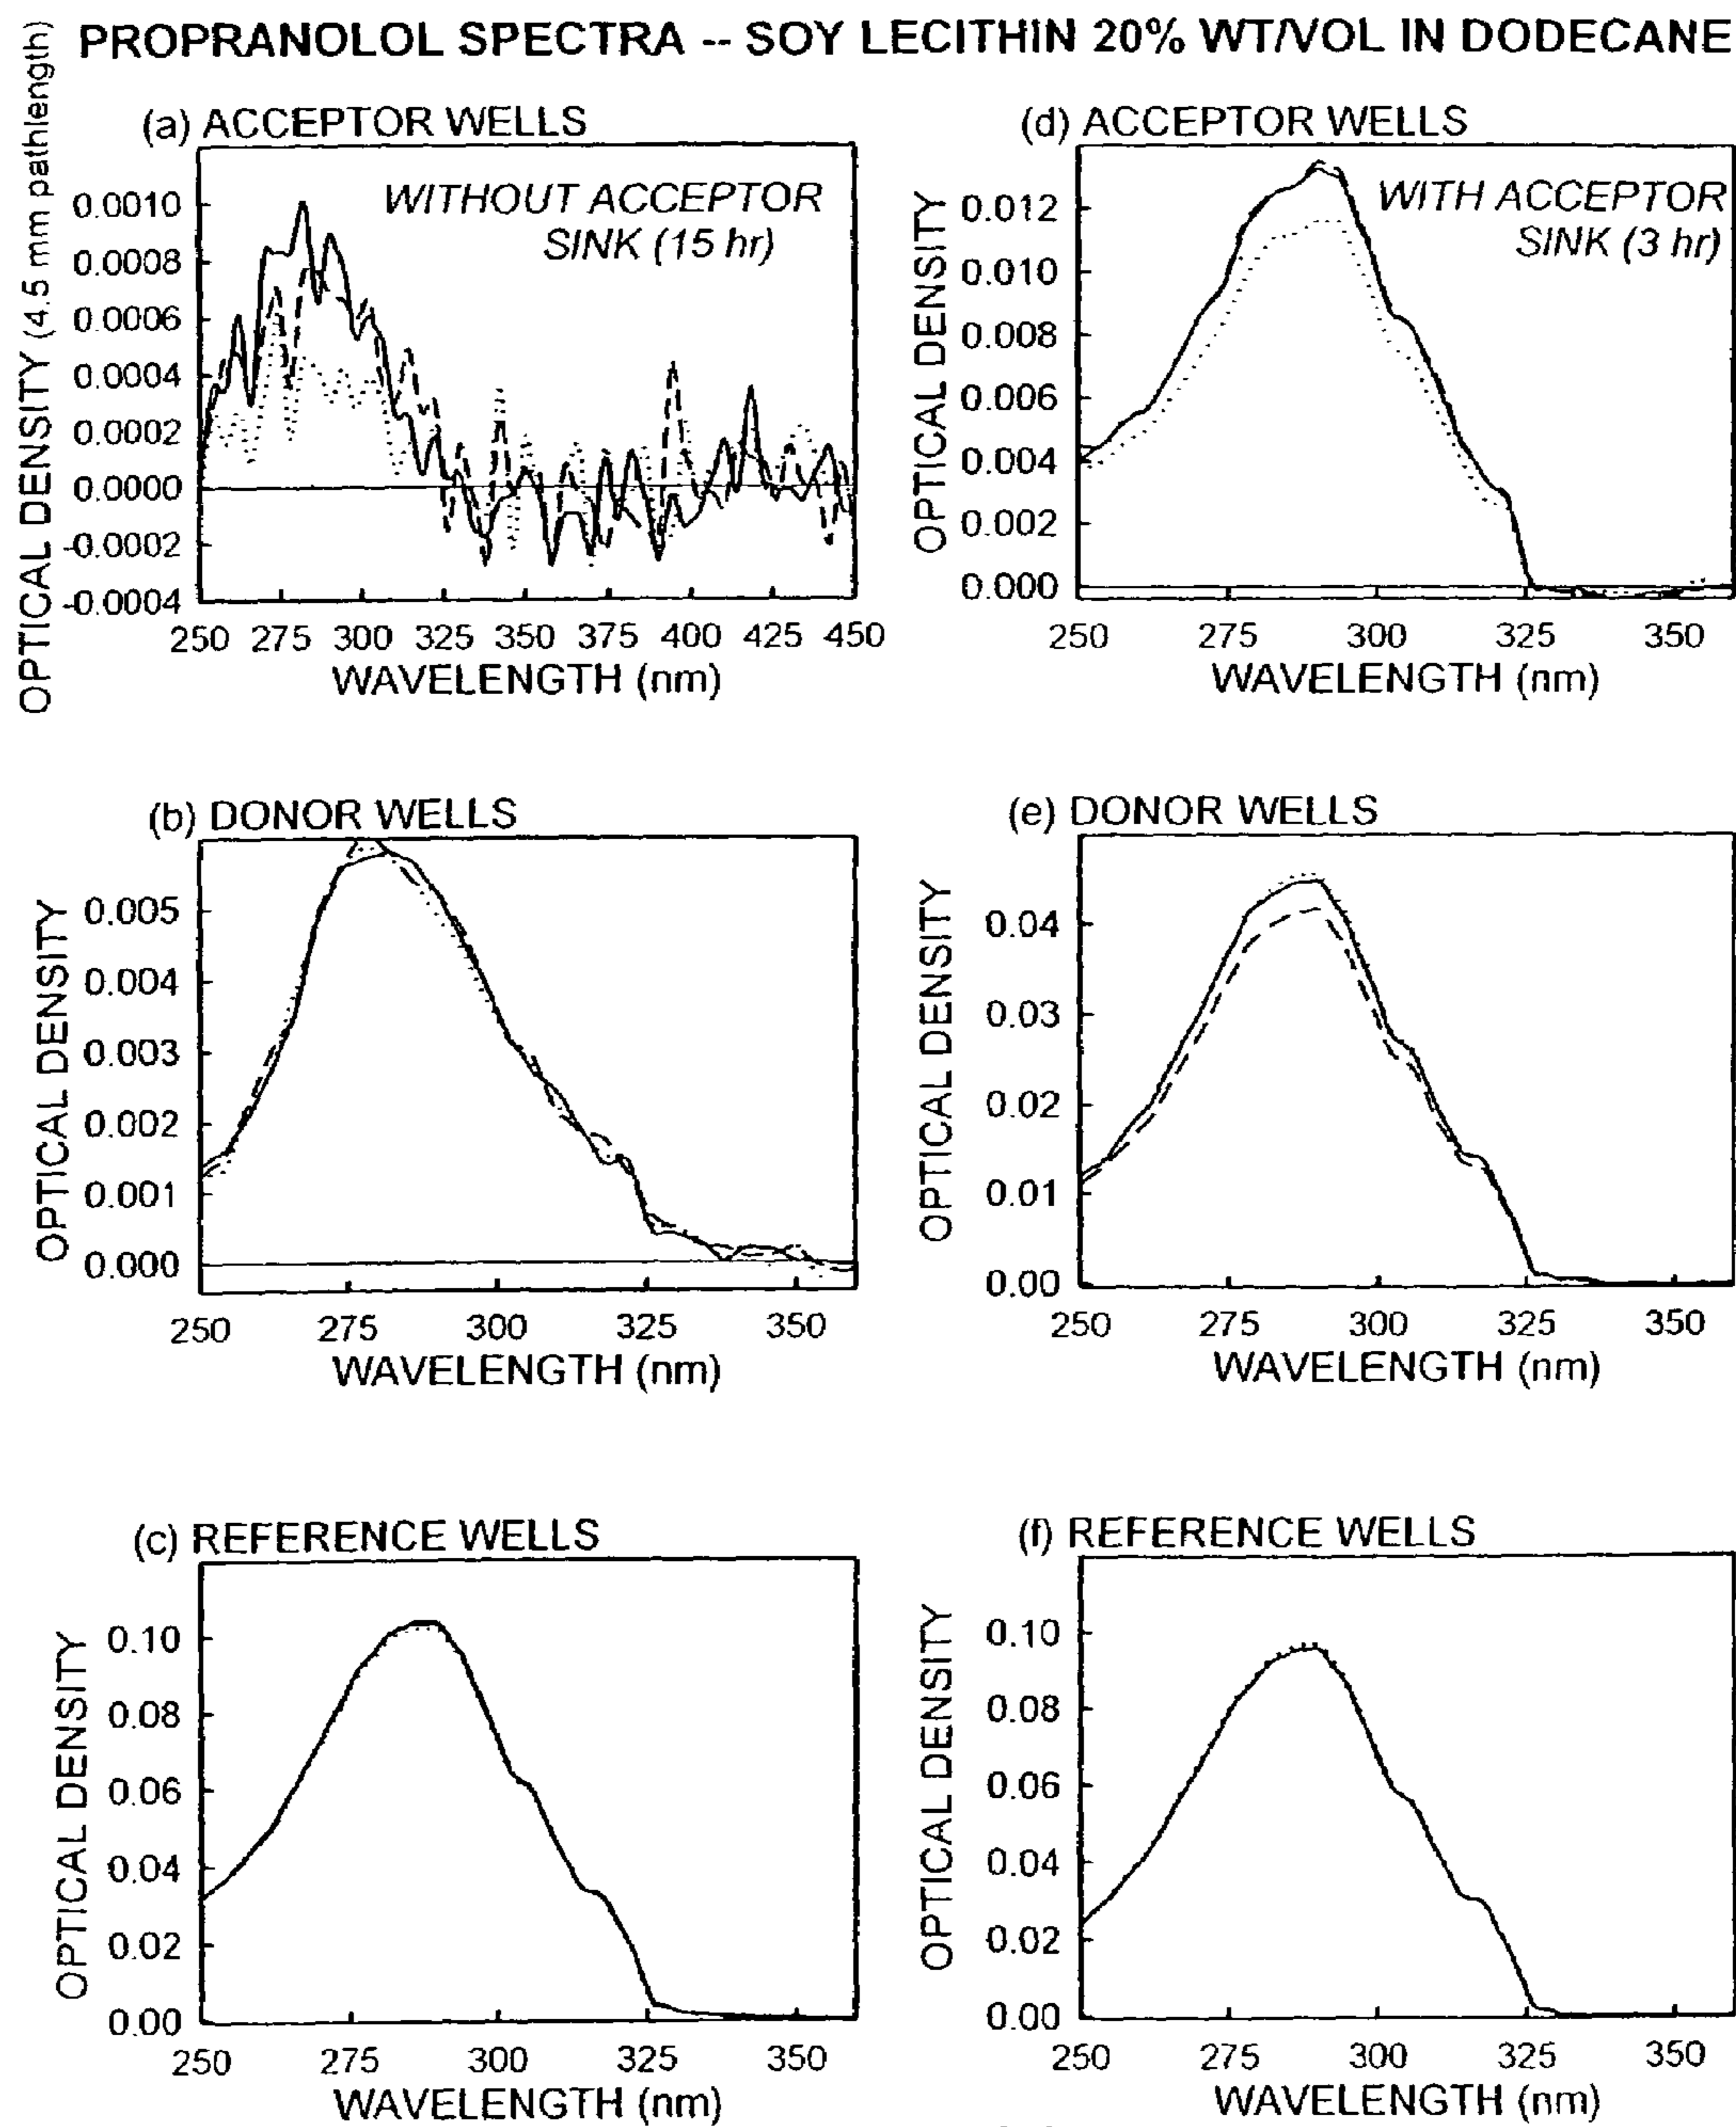 PROPRANOLOL SPECTRA -- SOY LECITHIN 20% WT/VOL IN DODECANE
(a) ACCEPTOR WELLS
OPTICAL DENSITY (4.5 mm pathlength)
WITHOUT ACCEPTOR
SINK (15 hr)
0.0010
0.0008
0.0006
0.0004
0.0002
0.0000
-0.0002
-0.0004
250 275 300 325 350 375 400 425 450
WAVELENGTH (nm)
(d) ACCEPTOR WELLS
OPTICAL DENSITY
WITH ACCEPTOR
SINK (3 hr)
0.012
0.010
0.008
0.006
0.004
0.002
0.000
250 275 300 325 350
WAVELENGTH (nm)
(b) DONOR WELLS
OPTICAL DENSITY
0.005
0.004
0.003
0.002
0.001
0.000
250 275 300 325 350
WAVELENGTH (nm)
(e) DONOR WELLS
OPTICAL DENSITY
0.04
0.03
0.02
0.01
0.00
250 275 300 325 350
WAVELENGTH (nm)
(c) REFERENCE WELLS
OPTICAL DENSITY
0.10
0.08
0.06
0.04
0.02
0.00
250 275 300 325 350
WAVELENGTH (nm)
(f) REFERENCE WELLS
OPTICAL DENSITY
0.10
0.08
0.06
0.04
0.02
0.00
250 275 300 325 350
WAVELENGTH (nm)